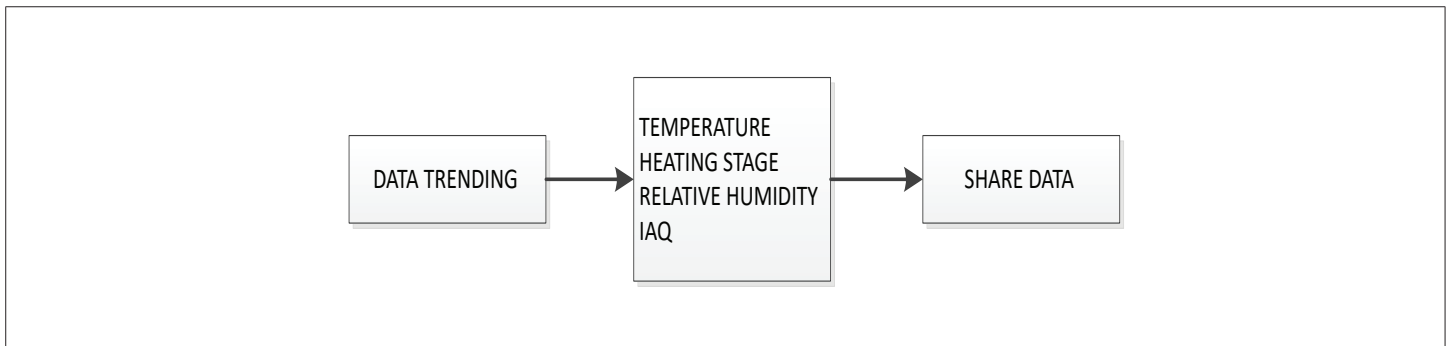 DATA TRENDING
TEMPERATURE
HEATING STAGE
RELATIVE HUMIDITY
IAQ
SHARE DATA